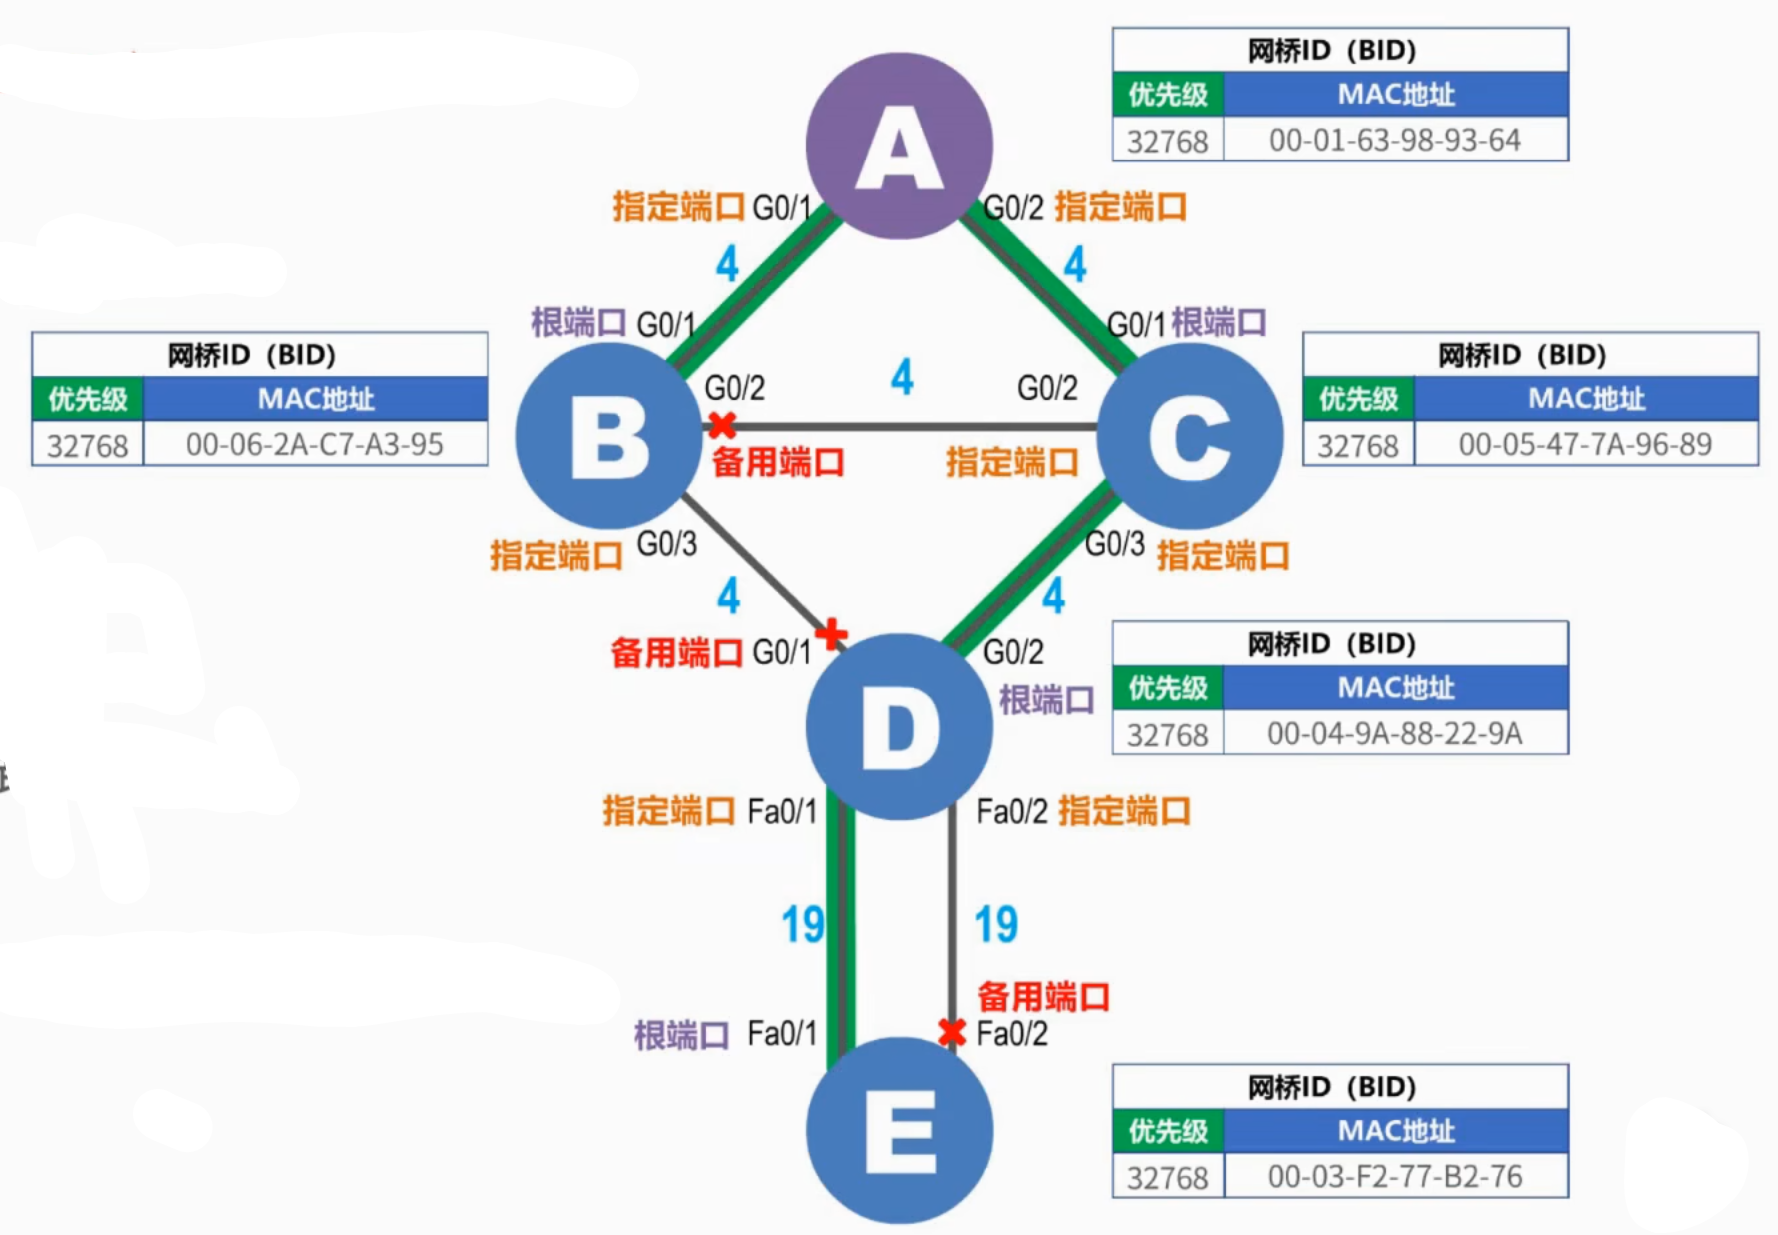 网桥ID（BID）
优先级 MAC地址
32768 00-01-63-98-93-64
A
指定端口 G0/1
G0/2 指定端口
4
4
根端口 G0/1
G0/1 根端口
网桥ID（BID）
优先级 MAC地址
32768 00-06-2A-C7-A3-95
网桥ID（BID）
优先级 MAC地址
32768 00-05-47-7A-96-89
G0/2
4
G0/2
B
C
备用端口
指定端口
指定端口 G0/3
G0/3 指定端口
4
4
备用端口 G0/1
G0/2
根端口
网桥ID（BID）
优先级 MAC地址
32768 00-04-9A-88-22-9A
D
指定端口 Fa0/1
Fa0/2 指定端口
19
19
备用端口
根端口 Fa0/1
Fa0/2
E
网桥ID（BID）
优先级 MAC地址
32768 00-03-F2-77-B2-76